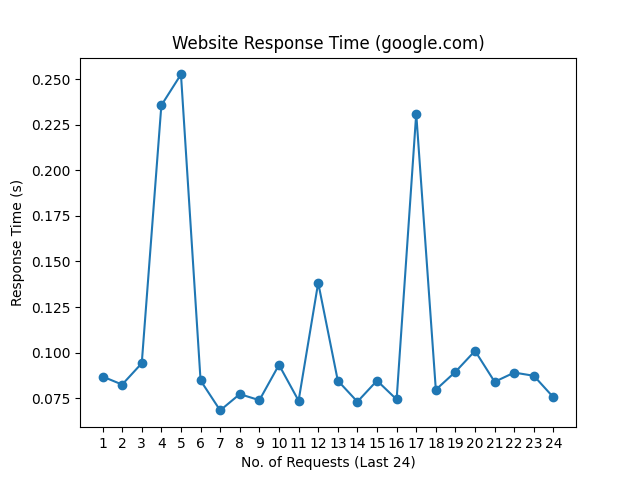 Website Response Time (google.com)
0.250
0.225
0.200
0.175
0.150
0.125
0.100
0.075
Response Time (s)
1 2 3 4 5 6 7 8 9 10 11 12 13 14 15 16 17 18 19 20 21 22 23 24
No. of Requests (Last 24)